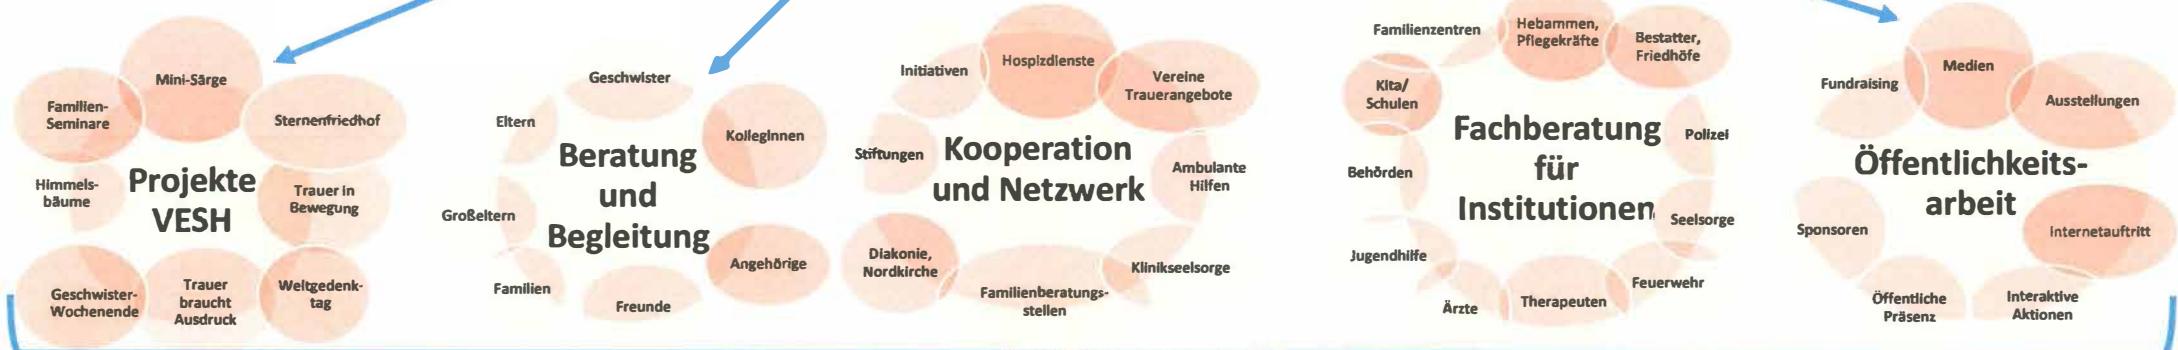 Mini-Särge
Familien-
Seminare
Sternenfriedhof
Himmels-
bäume
Projekte
VESH
Trauer in
Bewegung
Geschwister-
Wochenende
Trauer
braucht
Ausdruck
Weltgedenk-
tag
Geschwister
Eltern
KollegInnen
Beratung
und
Begleitung
Großeltern
Angehörige
Familien
Freunde
Initiativen
Hospizdienste
Vereine
Trauerangebote
Stiftungen
Kooperation
und Netzwerk
Ambulante
Hilfen
Diakonie,
Nordkirche
Klinikseelsorge
Familienberatungs-
stellen
Familienzentren
Hebammen,
Pflegekräfte
Bestatter,
Friedhöfe
Kita/
Schulen
Fachberatung
für
Institutionen
Polizei
Behörden
Seelsorge
Jugendhilfe
Feuerwehr
Ärzte
Therapeuten
Medien
Fundraising
Ausstellungen
Öffentlichkeits-
arbeit
Sponsoren
Internetauftritt
Öffentliche
Präsenz
Interaktive
Aktionen